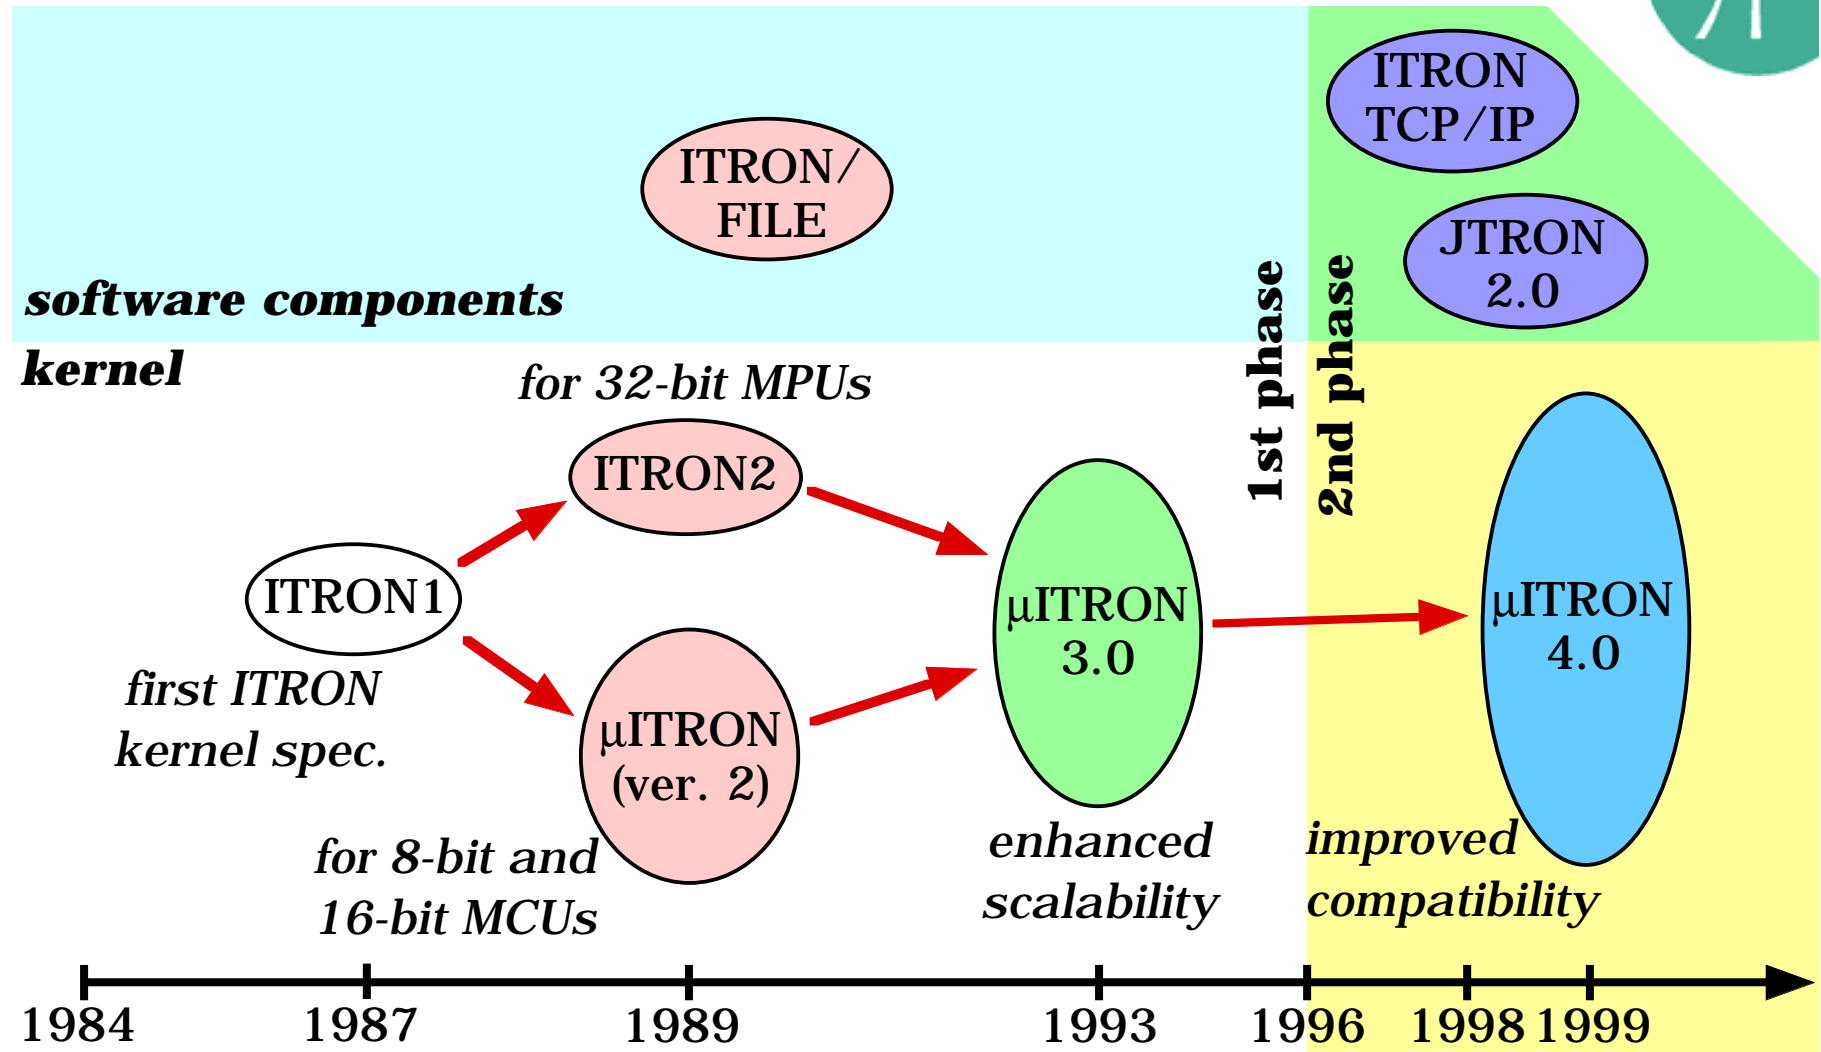 ITRON
TCP/IP
ITRON/
FILE
JTRON
2.0
software components
kernel
1st phase
2nd phase
for 32-bit MPUs
ITRON2
ITRON1
first ITRON
kernel spec.
µITRON
(ver. 2)
for 8-bit and
16-bit MCUs
µITRON
3.0
enhanced
scalability
µITRON
4.0
improved
compatibility
1984
1987
1989
1993
1996
1998
1999